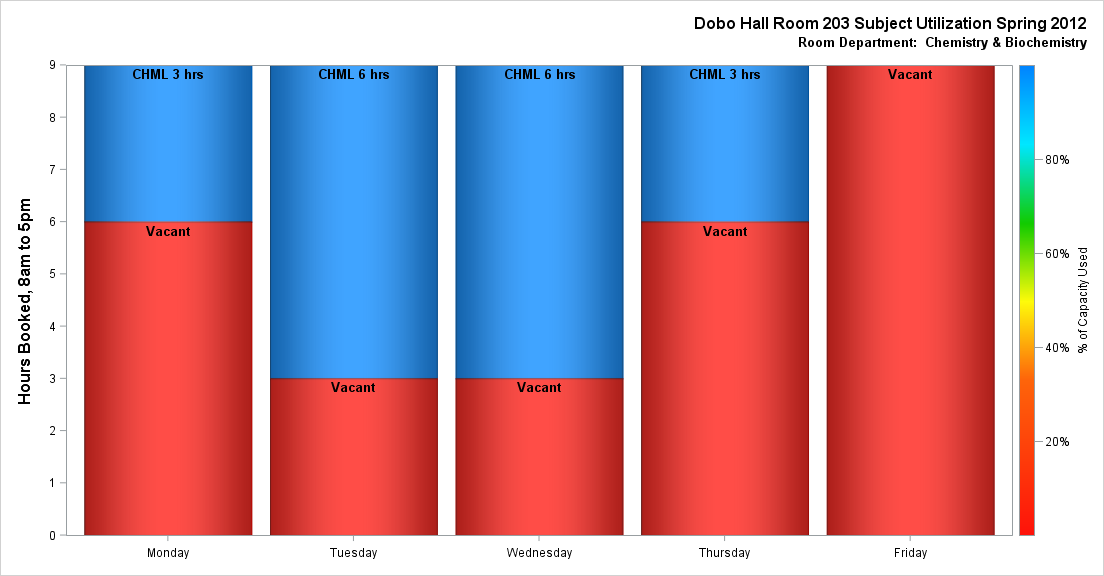 Dobo Hall Room 203 Subject Utilization Spring 2012
Room Department:  Chemistry & Biochemistry
Hours Booked, 8am to 5pm
9
8
7
6
5
4
3
2
1
0
CHML 3 hrs
Vacant
CHML 6 hrs
Vacant
CHML 6 hrs
Vacant
CHML 3 hrs
Vacant
Vacant
Monday
Tuesday
Wednesday
Thursday
Friday
80%
60%
40%
20%
% of Capacity Used